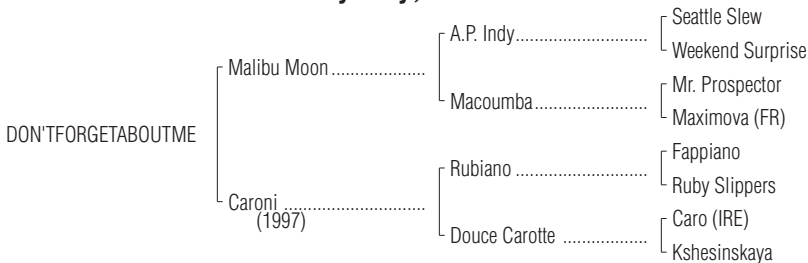 Seattle Slew
A.P. Indy
Weekend Surprise
Malibu Moon
Mr. Prospector
Macoumba
Maximova (FR)
DON'TFORGETABOUTME
Fappiano
Rubiano
Ruby Slippers
Caroni
(1997)
Caro (IRE)
Douce Carotte
Kshesinskaya